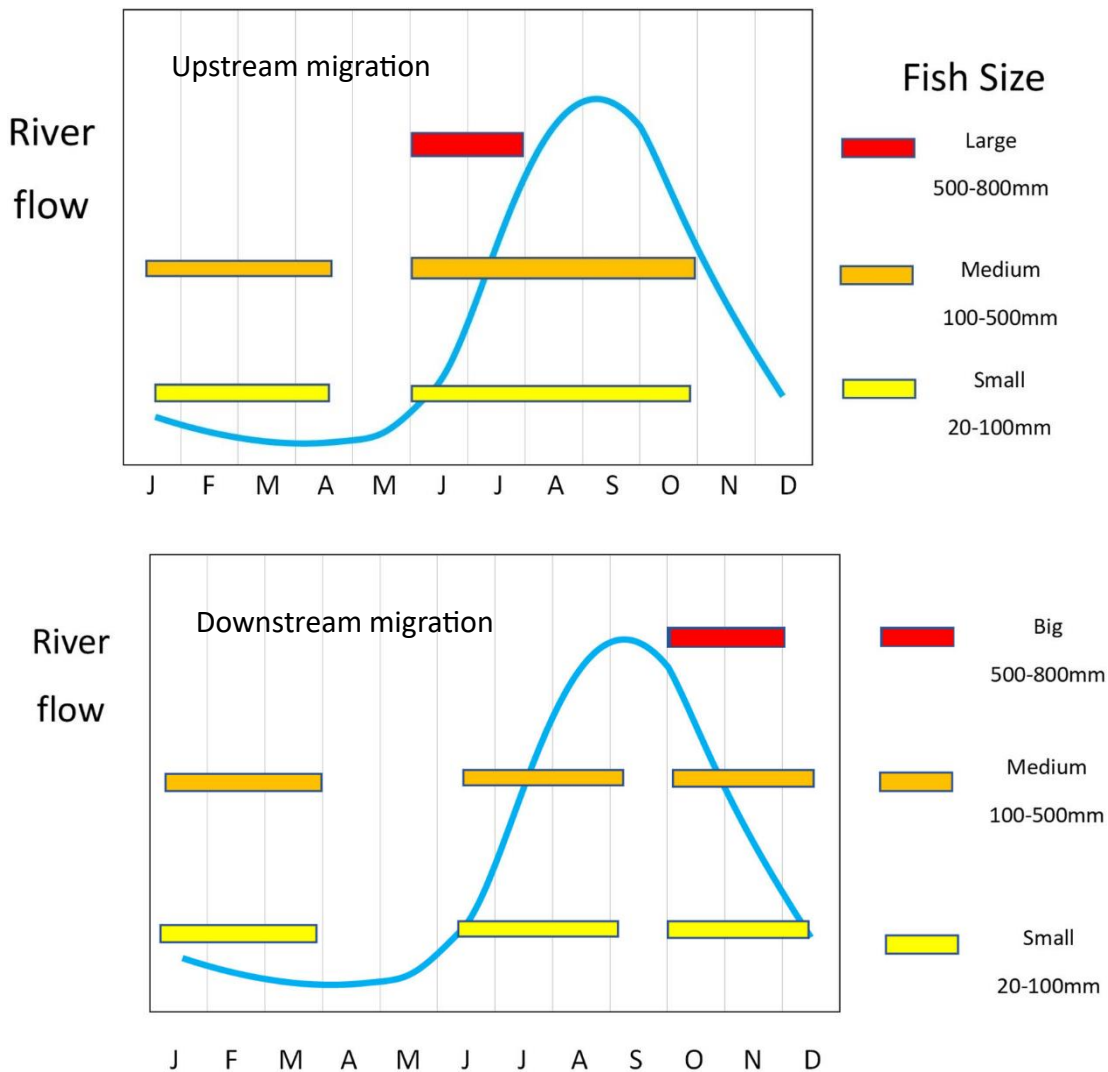 Upstream migration
River
flow
Fish Size
Large
500-800mm
Medium
100-500mm
Small
20-100mm
J F M A M J J A S O N D
Downstream migration
River
flow
Big
500-800mm
Medium
100-500mm
Small
20-100mm
J F M A M J J A S O N D